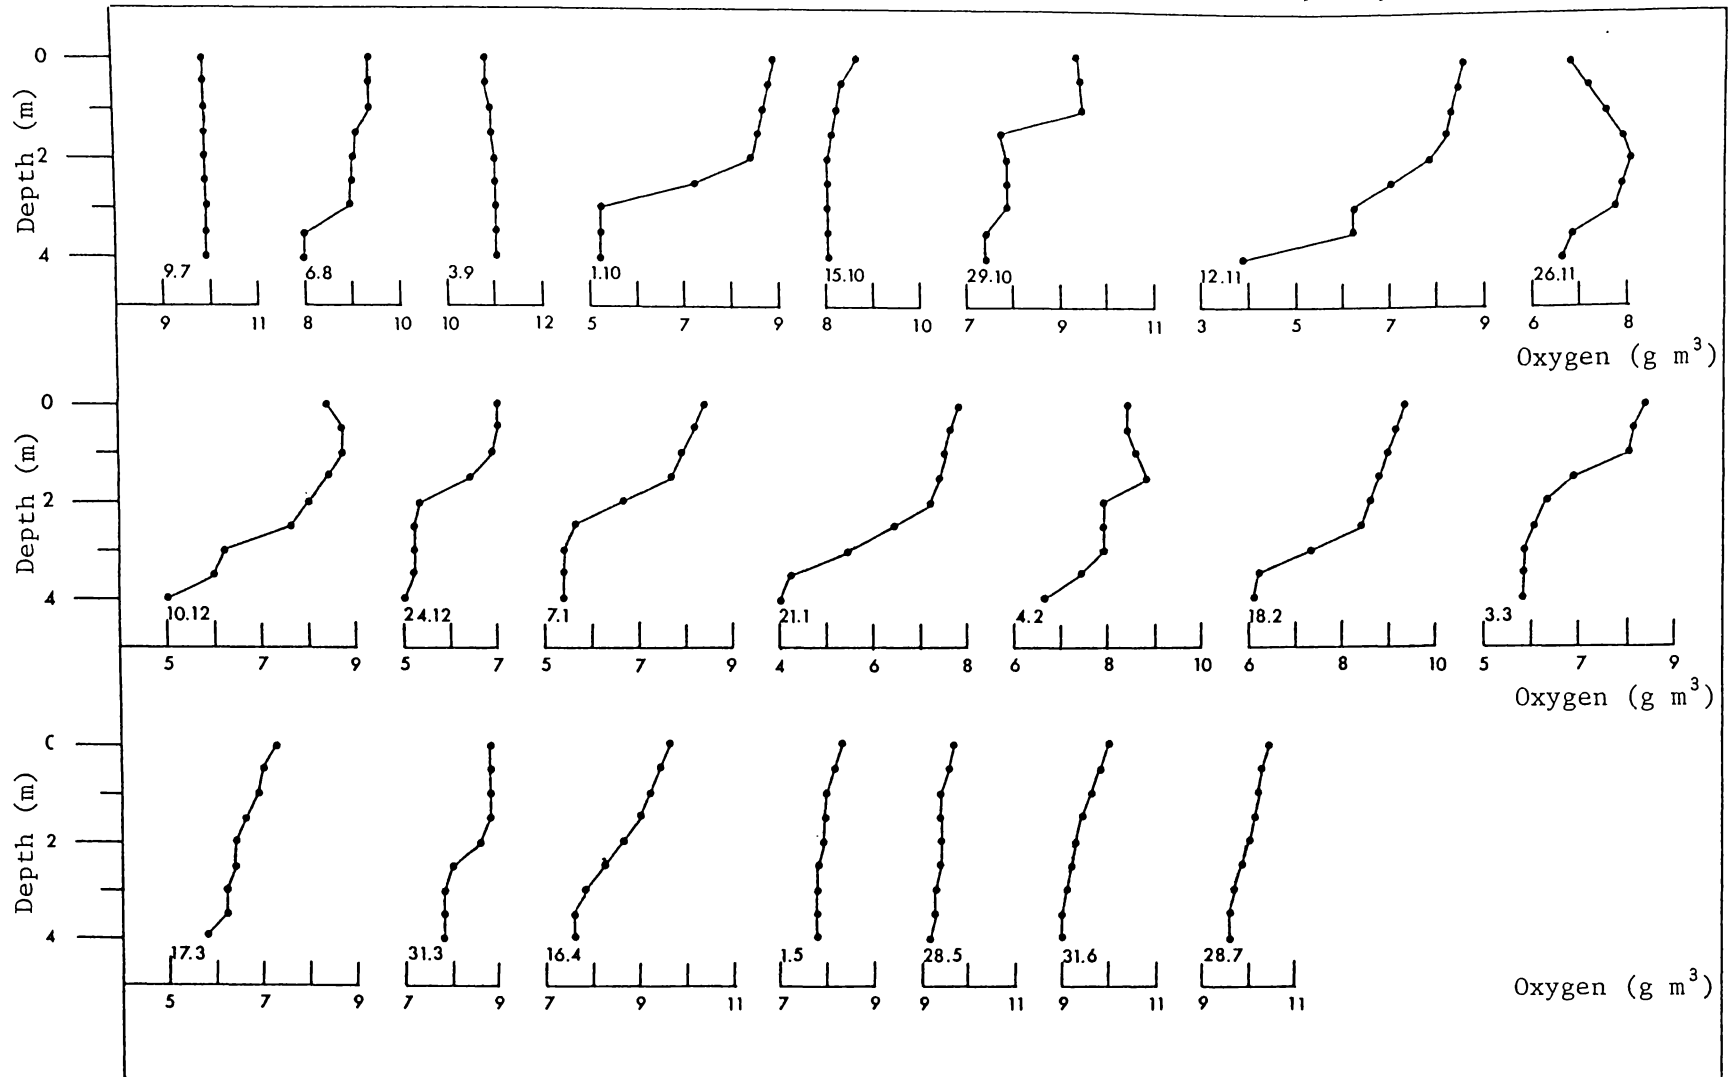 Depth (m)
0
2
4
9.7 6.8 3.9 1.10 15.10 29.10 12.11 26.11
9 11 8 10 10 12 5 7 9 8 10 7 9 11 3 5 7 9 6 8
Oxygen (g m³)
Depth (m)
0
2
4
10.12 24.12 7.1 21.1 4.2 18.2 3.3
5 7 9 5 7 5 7 9 4 6 8 6 8 10 6 8 10 5 7 9
Oxygen (g m³)
Depth (m)
0
2
4
17.3 31.3 16.4 1.5 28.5 31.6 28.7
5 7 9 7 9 7 9 11 7 9 9 11 9 11 9 11
Oxygen (g m³)